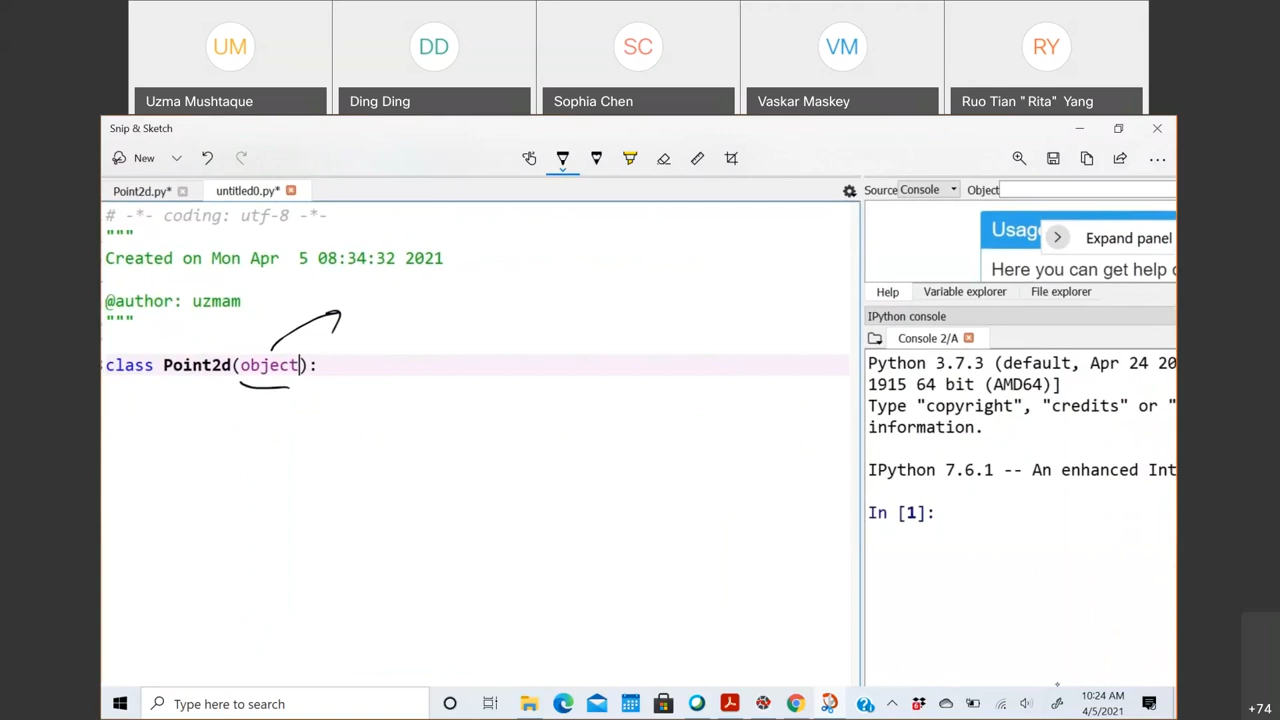 UM
DD
SC
VM
RY
Uzma Mushtaque
Ding Ding
Sophia Chen
Vaskar Maskey
Ruo Tian "Rita" Yang
Snip & Sketch
New
Point2d.py*
untitled0.py*
Source
Console
Object
# -*- coding: utf-8 -*-
"""
Created on Mon Apr  5 08:34:32 2021
@author: uzmam
"""
class Point2d(object):
Usage
Expand panel
Here you can get help o
Help
Variable explorer
File explorer
IPython console
Console 2/A
Python 3.7.3 (default, Apr 24 20
1915 64 bit (AMD64)]
Type "copyright", "credits" or "
information.
IPython 7.6.1 -- An enhanced Int
In [1]:
Type here to search
10:24 AM
4/5/2021
+74